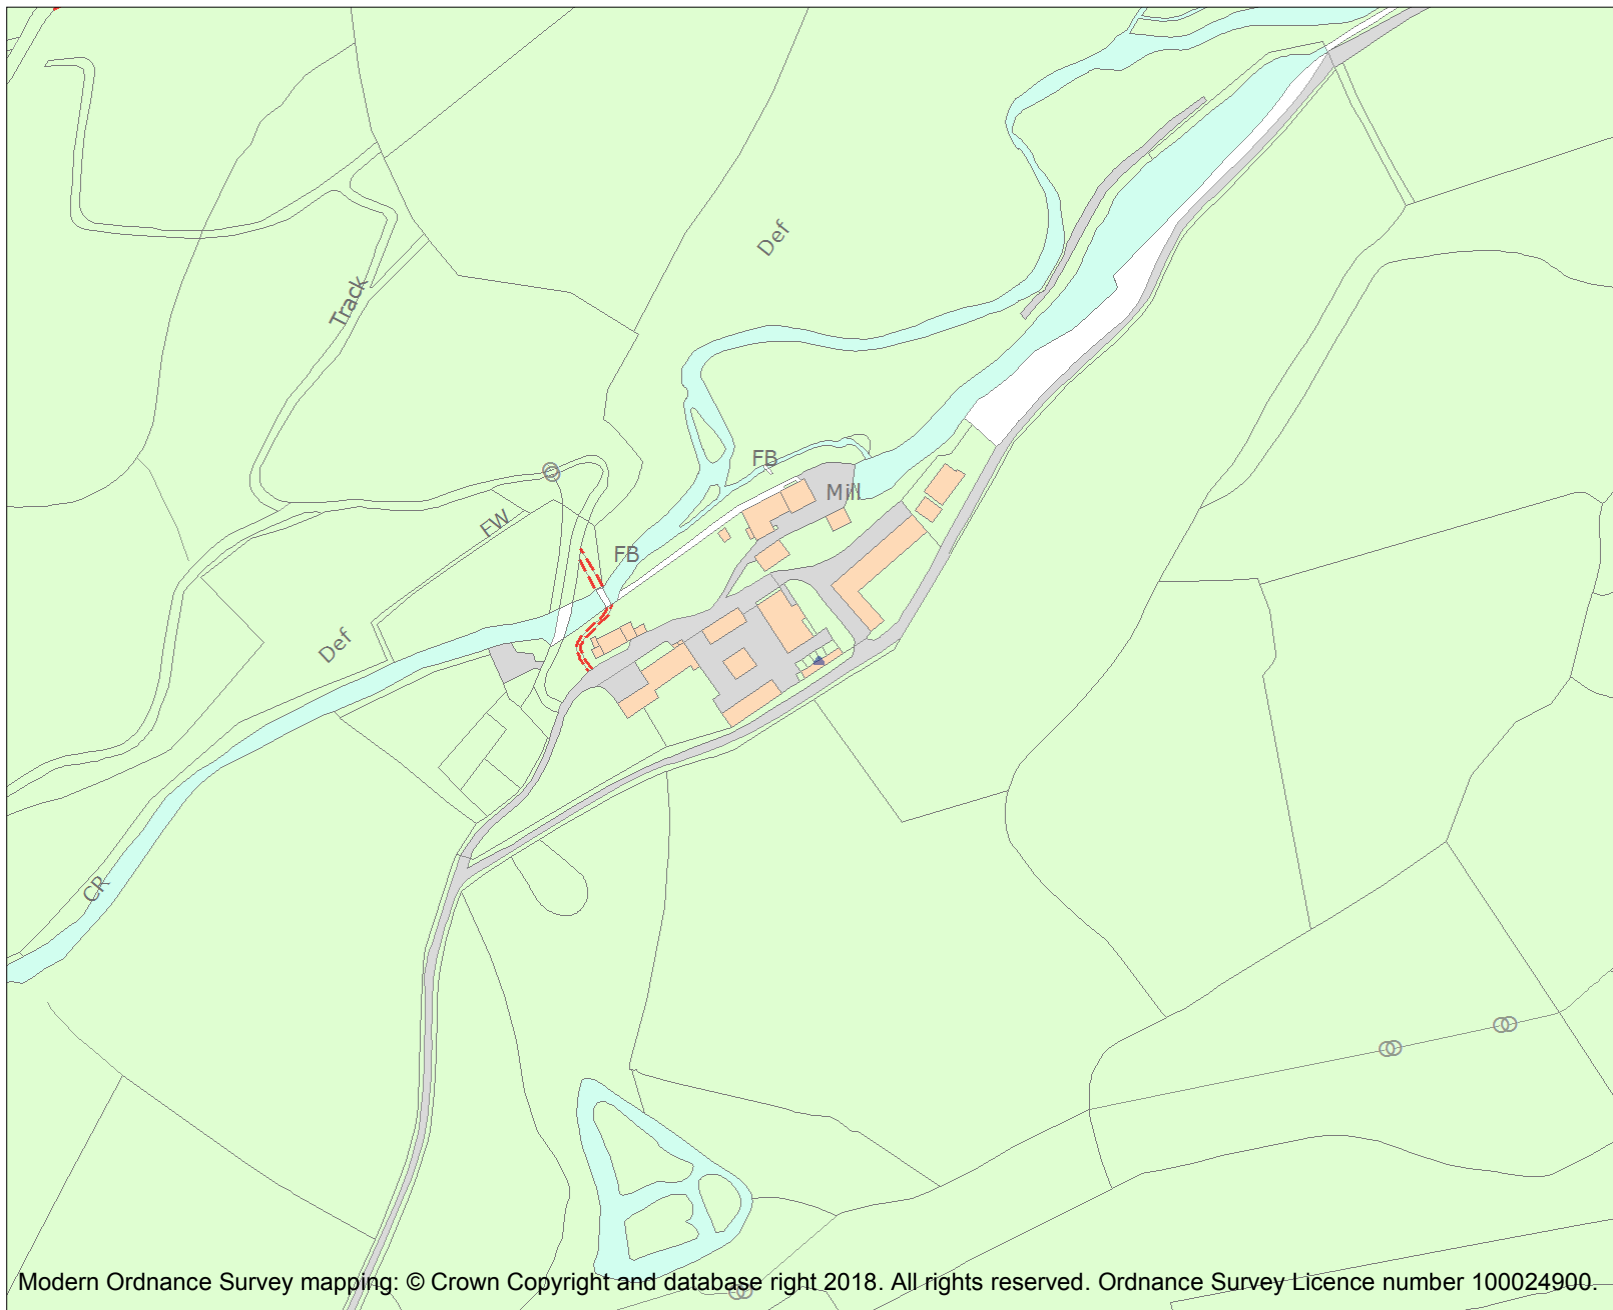 Def
Track
FB
Mill
FW
FB
Def
CR
Modern Ordnance Survey mapping: © Crown Copyright and database right 2018. All rights reserved. Ordnance Survey Licence number 100024900.